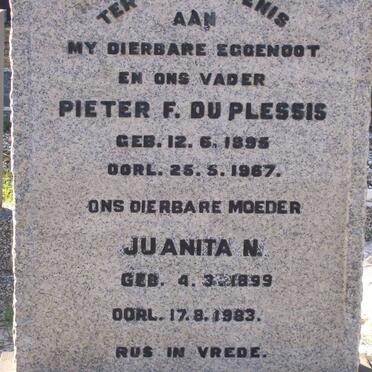 TER
AAN
MY DIERBARE EGGENOOT
EN ONS VADER
PIETER F. DU PLESSIS
GEB. 12. 6. 1895
OORL. 25. 5. 1967.
ONS DIERBARE MOEDER
JUANITA N.
GEB. 4. 3. 1899
OORL. 17. 8. 1983.
RUS IN VREDE.